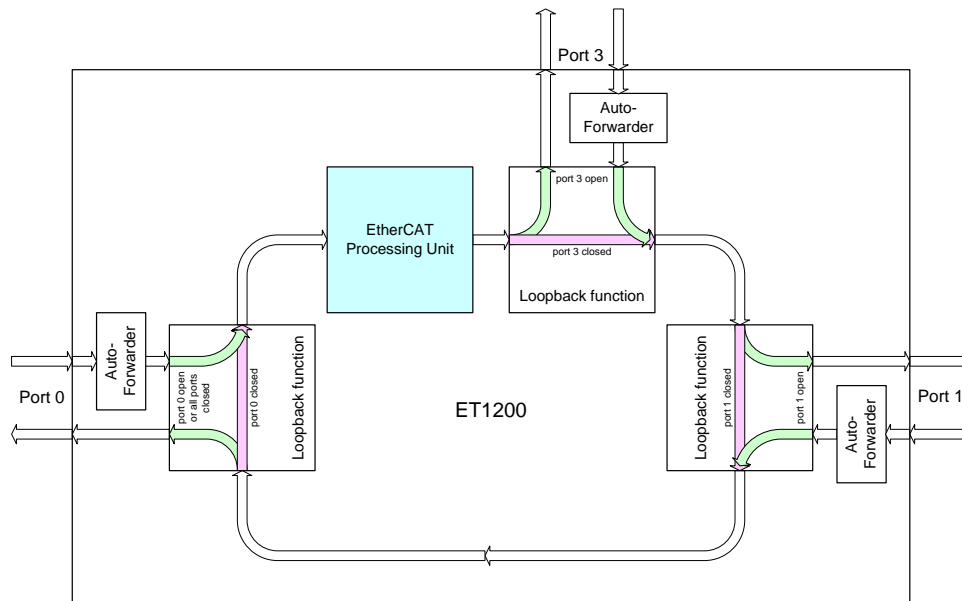 Port 3
Auto-
Forwarder
port 3 open
EtherCAT
Processing Unit
port 3 closed
Loopback function
Port 0
Auto-
Forwarder
port 0 open
or all ports
closed
port 0 closed
Loopback function
ET1200
Loopback function
port 1 closed
port 1 open
Auto-
Forwarder
Port 1